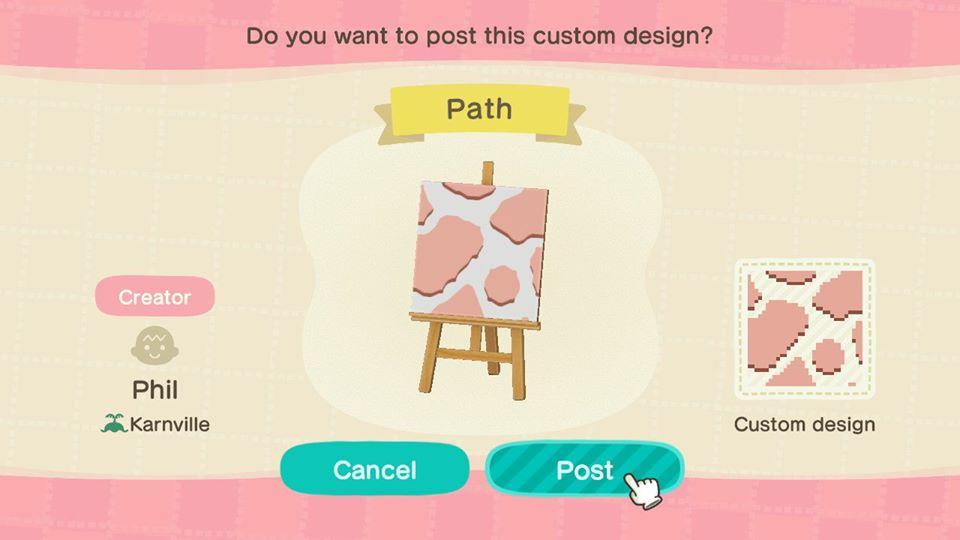 Do you want to post this custom design?
Path
Creator
Phil
Karnville
Custom design
Cancel
Post